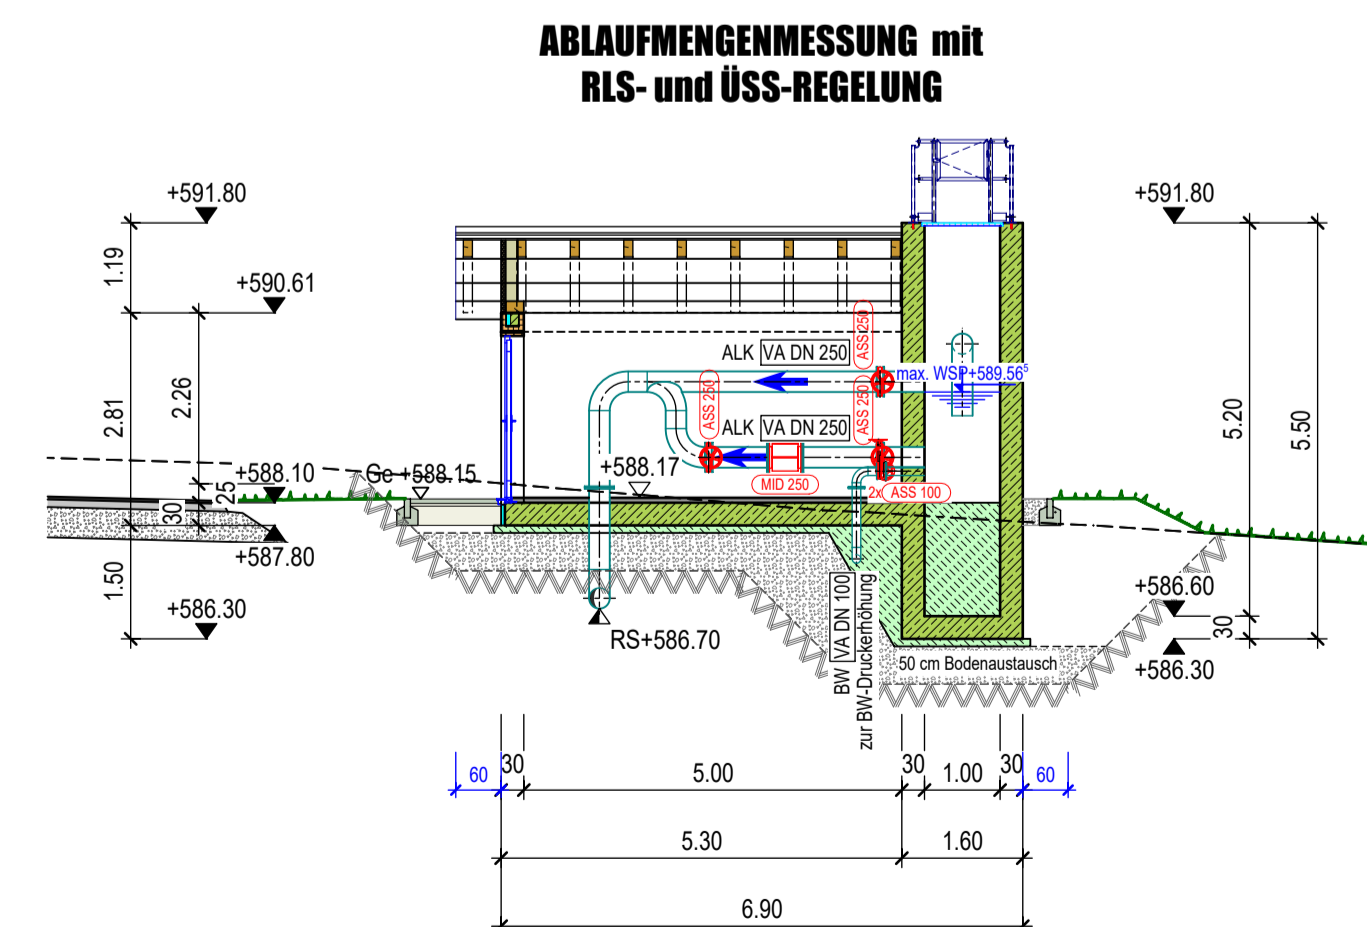 ABLAUFMENGENMESSUNG mit
RLS- und ÜSS-REGELUNG
+591.80
+591.80
1.19
+590.61
2.26
2.81
ALK VA DN 250
ASS 250
max. WSP+589.56⁵
ASS 250
ASS 250
ALK VA DN 250
5.20
5.50
+588.10
Ge +588.15
+588.17
MID 250
2x ASS 100
25
30
+587.80
1.50
+586.30
RS+586.70
BW VA DN 100
zur BW-Druckerhöhung
50 cm Bodenaustausch
+586.60
30
+586.30
60
30
5.00
30
1.00
30
60
5.30
1.60
6.90